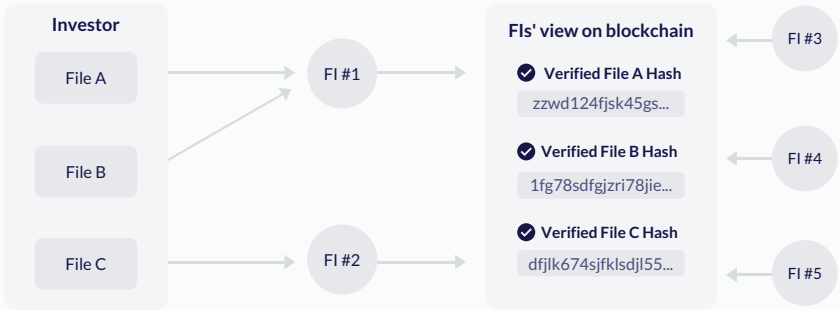 Investor
File A
File B
File C
FI #1
FI #2
FIs' view on blockchain
Verified File A Hash
zzwd124fjsk45gs...
Verified File B Hash
1fg78sdfgjzri78jie...
Verified File C Hash
dfjlk674sjfklsdjl55...
FI #3
FI #4
FI #5